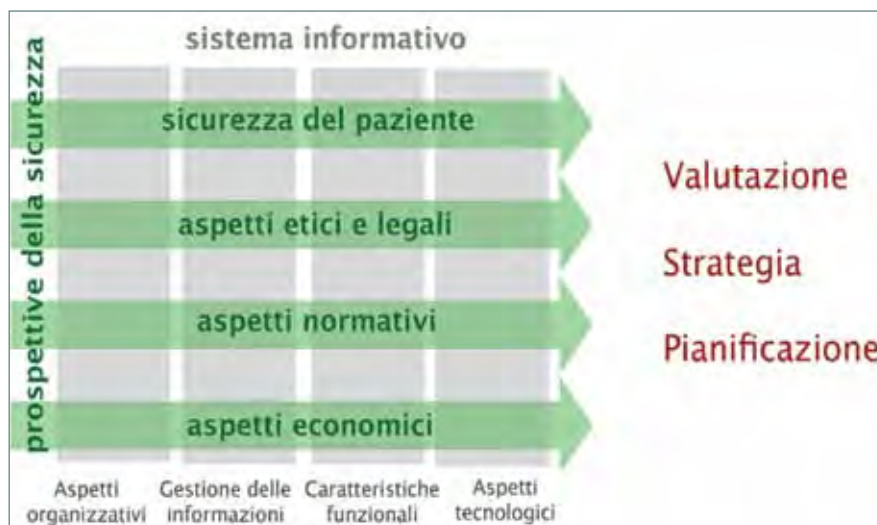 sistema informativo
prospettive della sicurezza
sicurezza del paziente
aspetti etici e legali
aspetti normativi
aspetti economici
Valutazione
Strategia
Pianificazione
Aspetti
organizzativi
Gestione delle
informazioni
Caratteristiche
funzionali
Aspetti
tecnologici